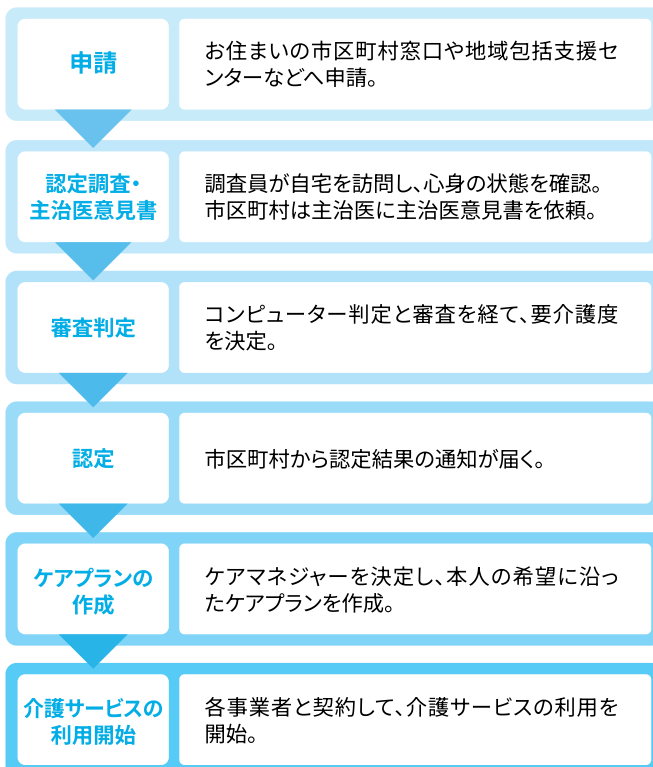 申請
お住まいの市区町村窓口や地域包括支援セ
ンターなどへ申請。
認定調査・
主治医意見書
調査員が自宅を訪問し、心身の状態を確認。
市区町村は主治医に主治医意見書を依頼。
審査判定
コンピューター判定と審査を経て、要介護度
を決定。
認定
市区町村から認定結果の通知が届く。
ケアプランの
作成
ケアマネジャーを決定し、本人の希望に沿っ
たケアプランを作成。
介護サービスの
利用開始
各事業者と契約して、介護サービスの利用を
開始。